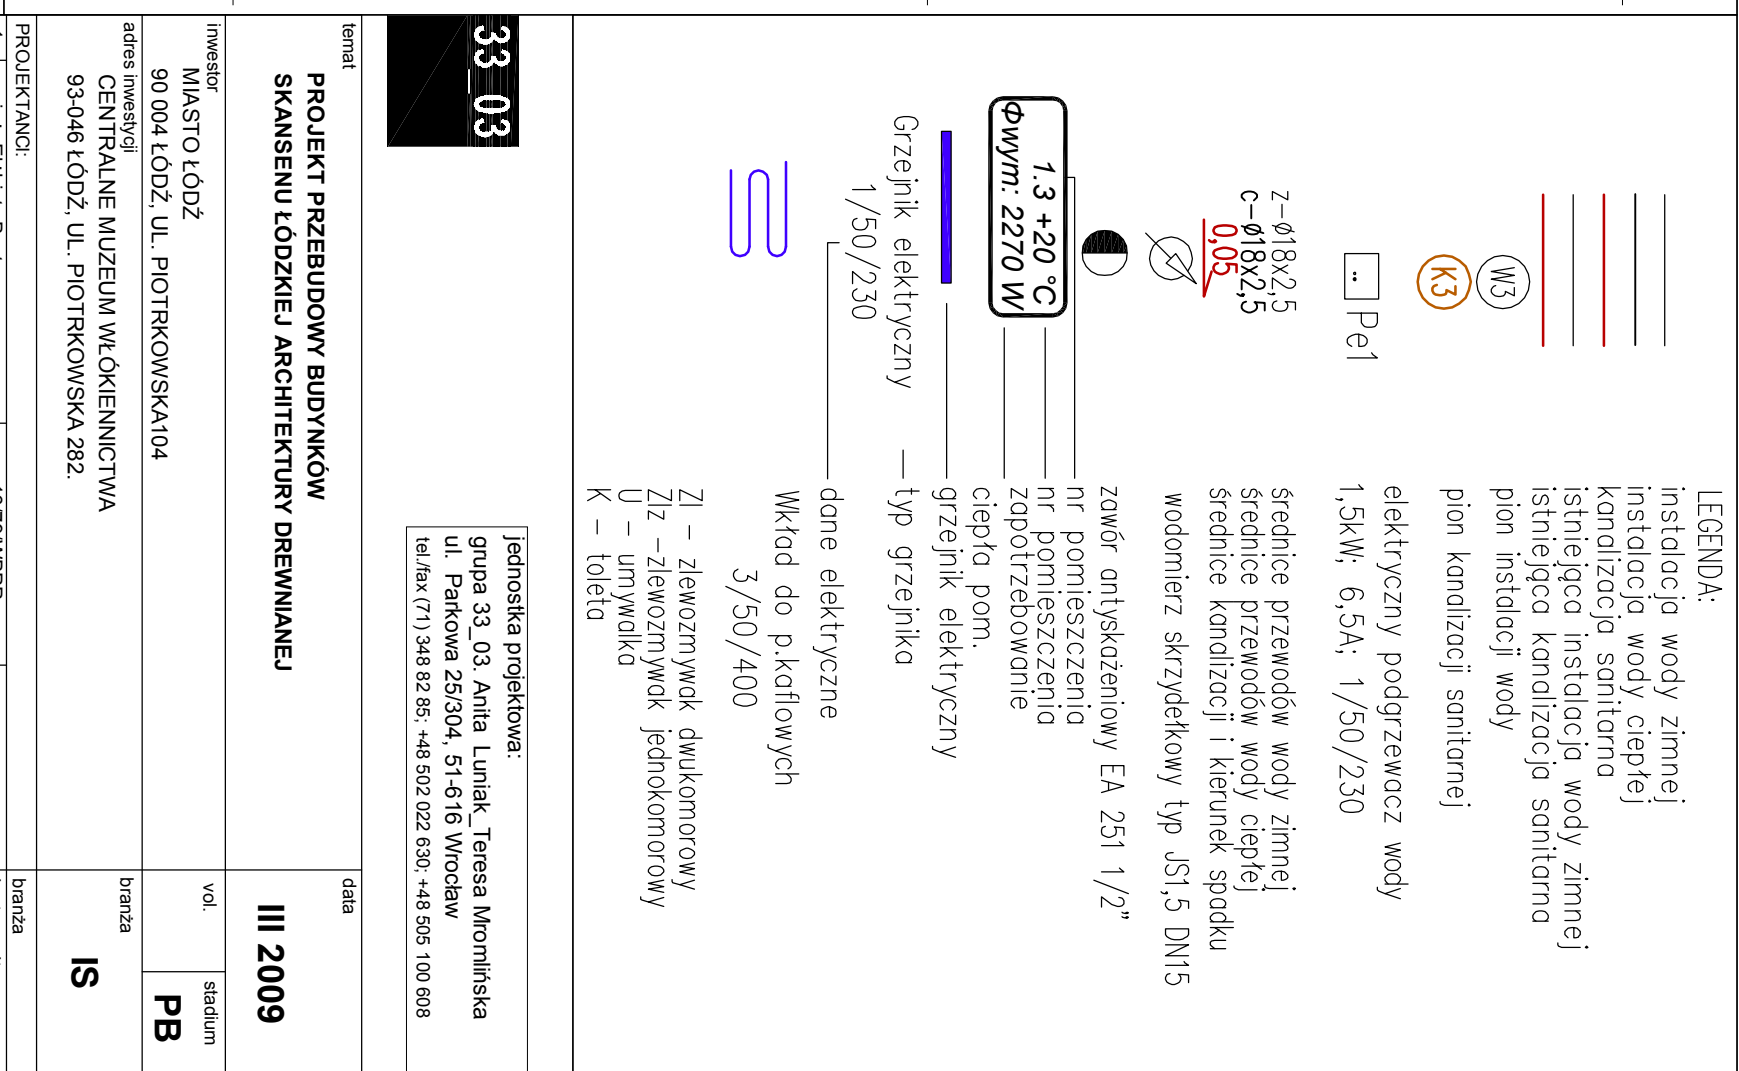 LEGENDA:
instalacja wody zimnej
instalacja wody ciepłej
kanalizacja sanitarna
istniejąca instalacja wody zimnej
istniejąca kanalizacja sanitarna
W3
pion instalacji wody
K3
pion kanalizacji sanitarnej
Pe1
elektryczny podgrzewacz wody
1,5kW; 6,5A; 1/50/230
z-ø18x2,5
średnice przewodów wody zimnej
c-ø18x2,5
średnice przewodów wody ciepłej
0,05
średnice kanalizacji i kierunek spadku
wodomierz skrzydełkowy typ JS1,5 DN15
zawór antyskażeniowy EA 251 1/2"
1.3 +20 °C
Φwym: 2270 W
nr pomieszczenia
nr pomieszczenia
zapotrzebowanie
ciepła pom.
grzejnik elektryczny
Grzejnik elektryczny — typ grzejnika
1/50/230
dane elektryczne
Wkład do p.kaflowych
3/50/400
Zl – zlewozmywak dwukomorowy
Zlz –zlewozmywak jednokomorowy
U – umywalka
K – toleta
33_03
jednostka projektowa:
grupa 33_03. Anita Luniak_Teresa Mromlińska
ul. Parkowa 25/304, 51-616 Wrocław
tel./fax (71) 348 82 85; +48 502 022 630; +48 505 100 608
temat
PROJEKT PRZEBUDOWY BUDYNKÓW
SKANSENU ŁÓDZKIEJ ARCHITEKTURY DREWNIANEJ
data
III 2009
inwestor
MIASTO ŁÓDŹ
90 004 ŁÓDŹ, UL. PIOTRKOWSKA104
vol.
stadium
PB
adres inwestycji
CENTRALNE MUZEUM WŁÓKIENNICTWA
93-046 ŁÓDŹ, UL. PIOTRKOWSKA 282.
branża
IS
PROJEKTANCI:
branża